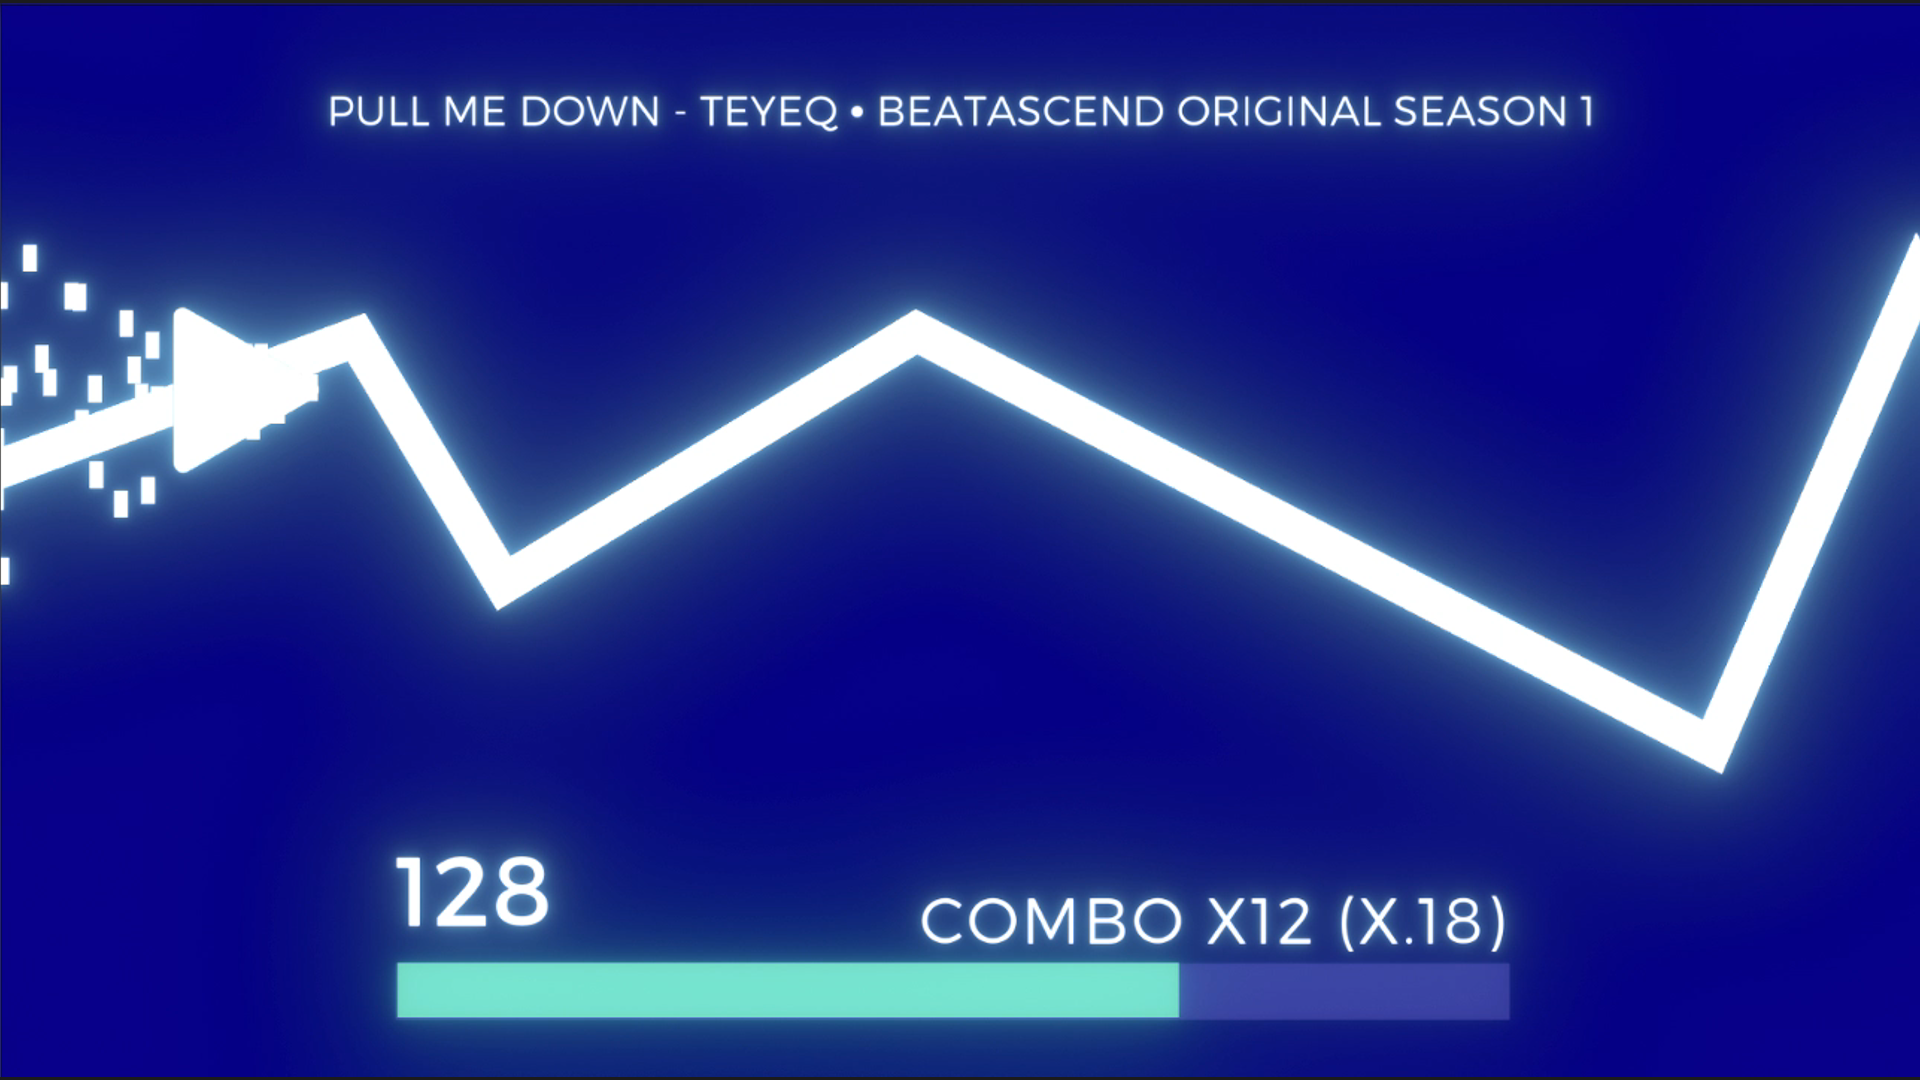 PULL ME DOWN - TEYEQ • BEATASCEND ORIGINAL SEASON 1
128
COMBO X12 (X.18)